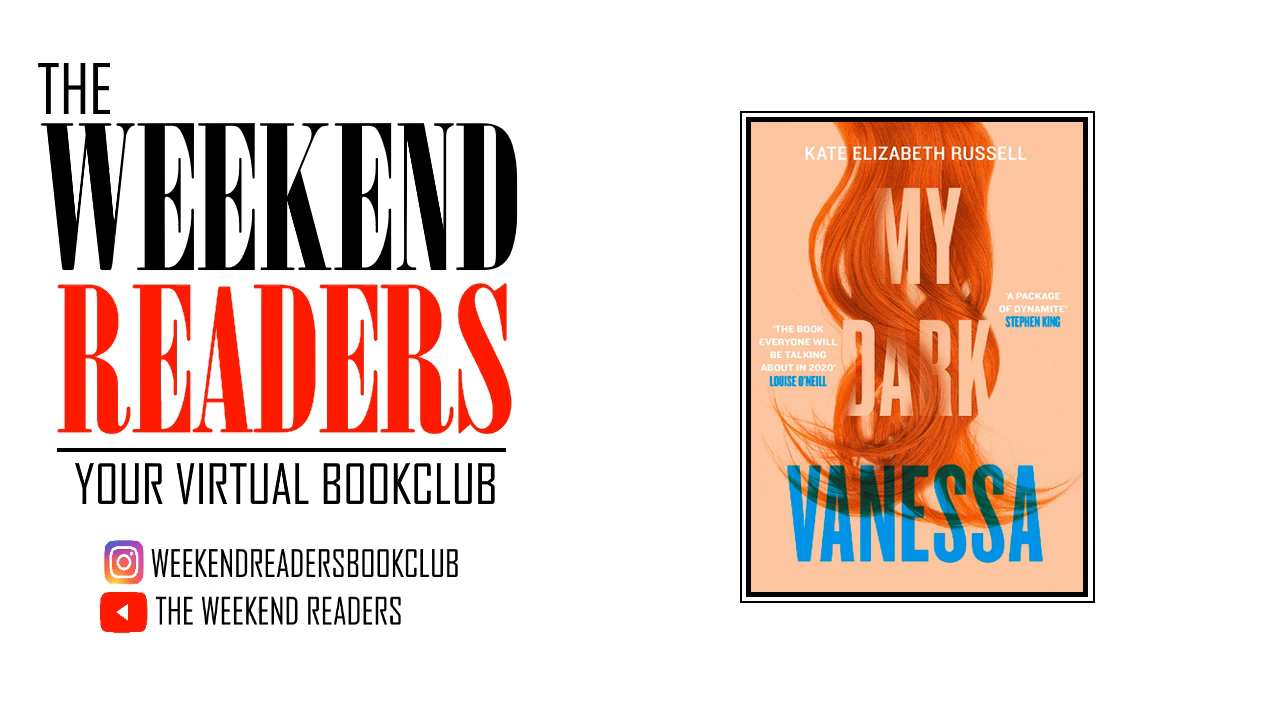 THE
WEEKEND
READERS
YOUR VIRTUAL BOOKCLUB
WEEKENDREADERSBOOKCLUB
THE WEEKEND READERS
KATE ELIZABETH RUSSELL
MY
DARK
VANESSA
'A PACKAGE
OF DYNAMITE'
STEPHEN KING
'THE BOOK
EVERYONE WILL
BE TALKING
ABOUT IN 2020'
LOUISE O'NEILL